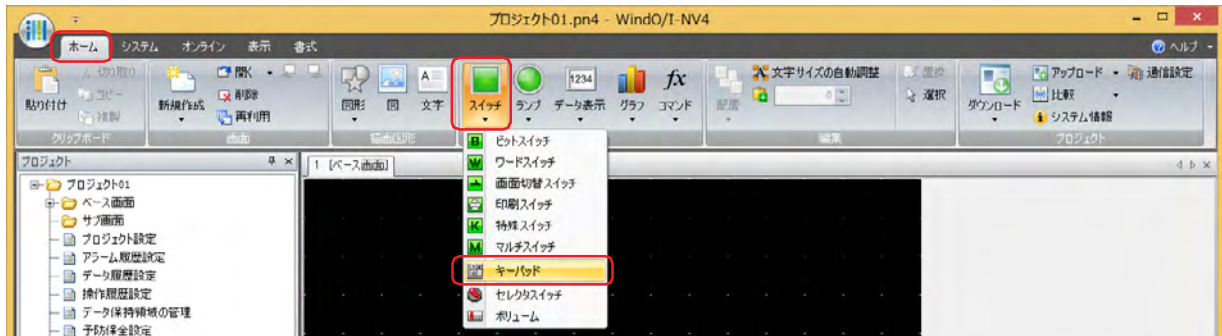 プロジェクト01.pn4 - WindO/I-NV4
ホーム システム オンライン 表示 書式
ヘルプ
貼り付け
切り取り
コピー
複製
クリップボード
新規作成
開く
削除
再利用
画面
図形
図
文字
描画図形
スイッチ
ランプ
1234
データ表示
グラフ
fx
コマンド
配置
文字サイズの自動調整
0
置換
選択
編集
ダウンロード
アップロード
比較
システム情報
通信設定
プロジェクト
プロジェクト
プロジェクト01
ベース画面
サブ画面
プロジェクト設定
アラーム履歴設定
データ履歴設定
操作履歴設定
データ保持領域の管理
予防保全設定
1 [ベース画面]
B ビットスイッチ
W ワードスイッチ
画面切替スイッチ
印刷スイッチ
K 特殊スイッチ
M マルチスイッチ
キーパッド
セレクタスイッチ
ボリューム